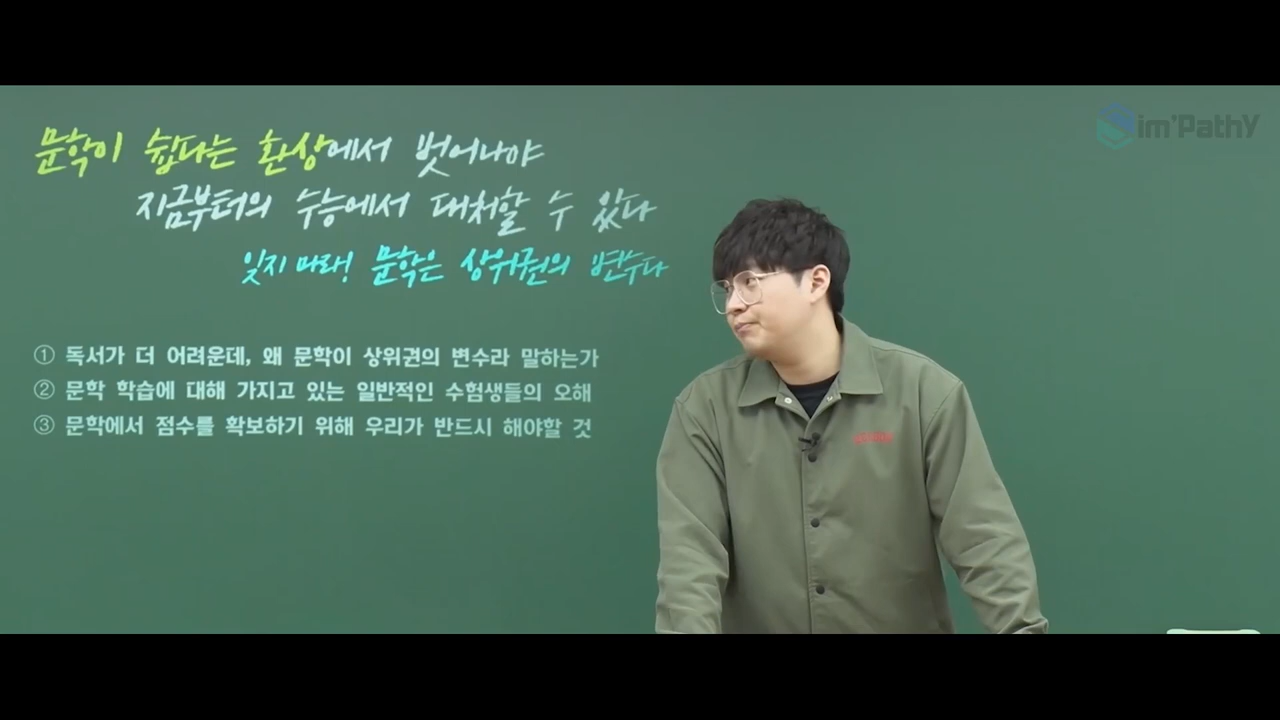 문학이 쉽다는 환상에서 벗어나야
지금부터의 수능에서 대처할 수 있다
잊지 마라! 문학은 상위권의 변수다
① 독서가 더 어려운데, 왜 문학이 상위권의 변수라 말하는가
② 문학 학습에 대해 가지고 있는 일반적인 수험생들의 오해
③ 문학에서 점수를 확보하기 위해 우리가 반드시 해야할 것
im'PathY